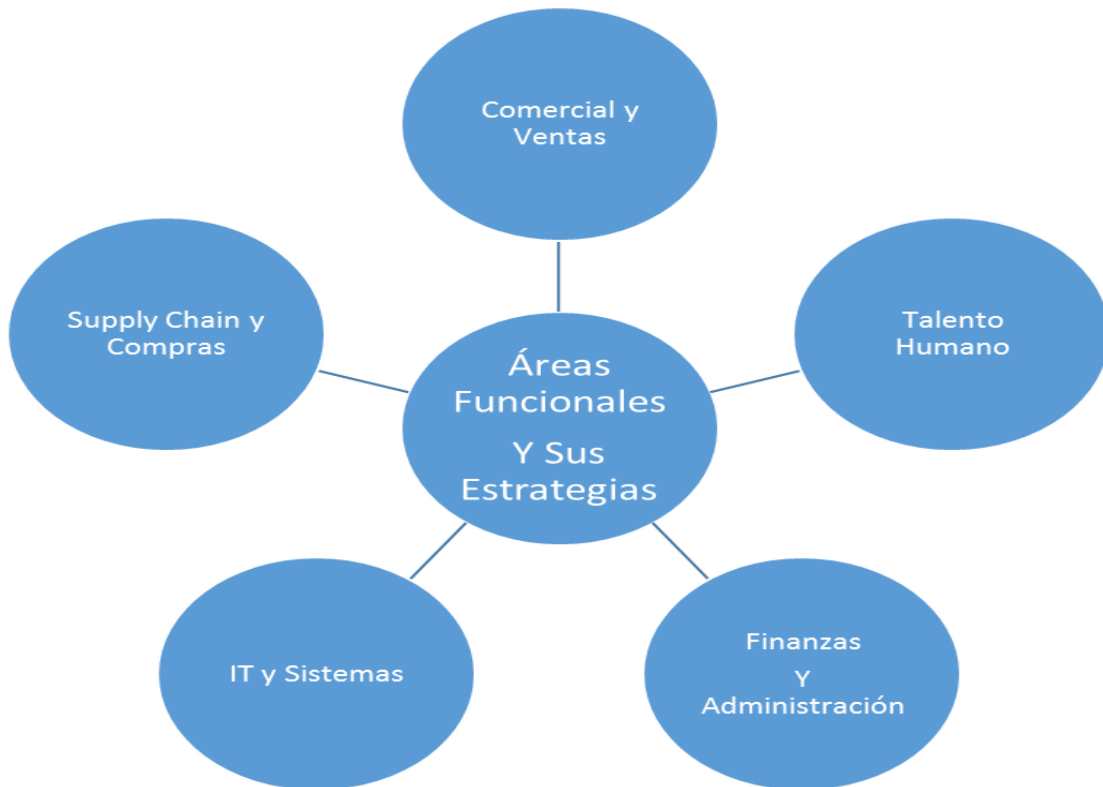 Comercial y
Ventas
Talento
Humano
Supply Chain y
Compras
Áreas
Funcionales
Y Sus
Estrategias
Finanzas
Y
Administración
IT y Sistemas